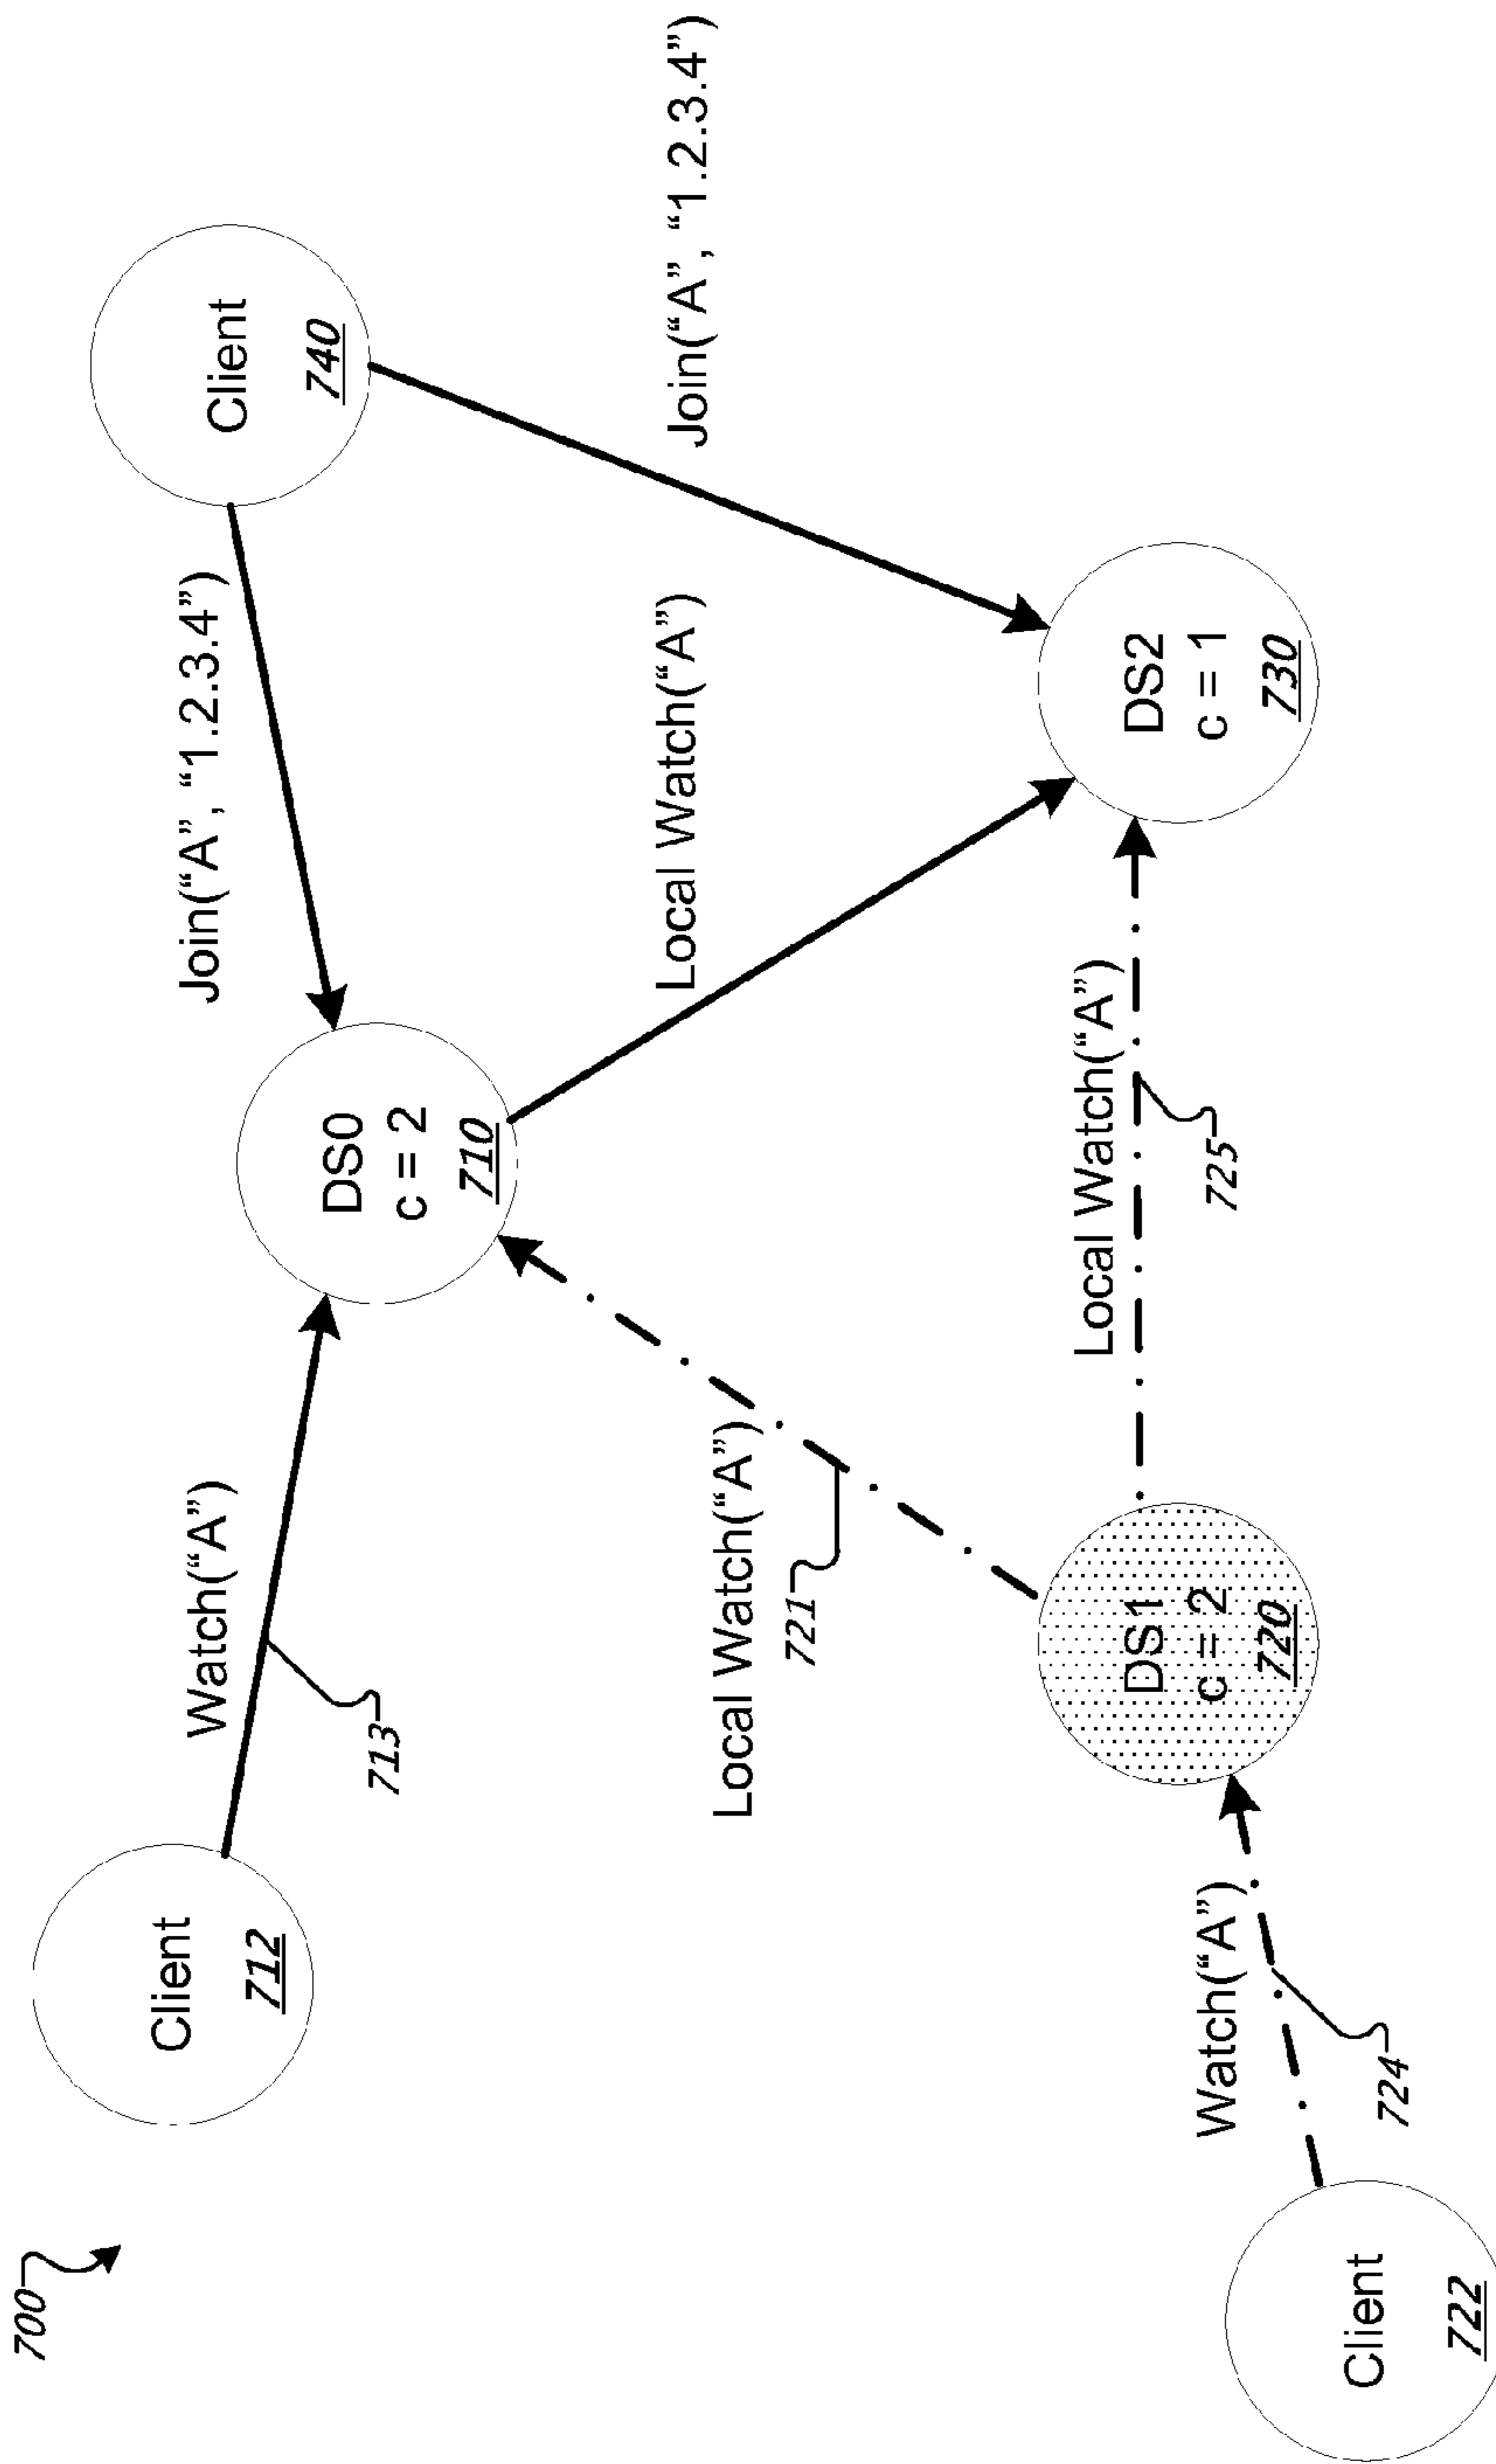 700
Client
712
Watch(“A”)
713
DS0
c = 2
710
Join(“A”, “1.2.3.4”)
Client
740
Join(“A”, “1.2.3.4”)
Local Watch(“A”)
Local Watch(“A”)
721
Client
722
Watch(“A”)
724
DS1
c = 2
720
Local Watch(“A”)
725
DS2
c = 1
730